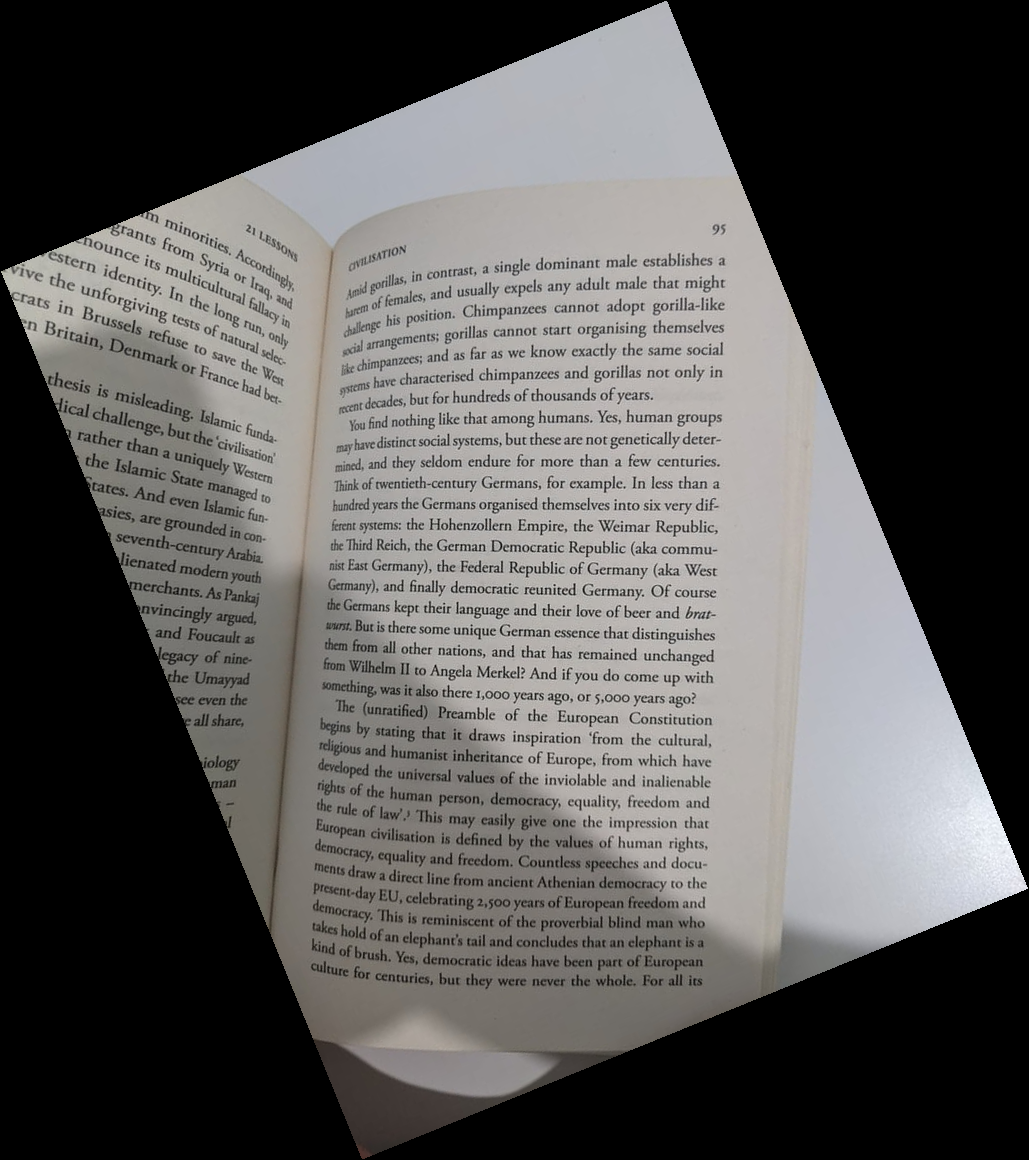 21 LESSONS
minorities. Accordingly,
grants from Syria or Iraq, and
its multicultural fallacy in
identity. In the long run, only
the unforgiving tests of natural selec-
in Brussels refuse to save the West
Britain, Denmark or France had bet-
thesis is misleading. Islamic funda-
challenge, but the 'civilisation'
rather than a uniquely Western
the Islamic State managed to
States. And even Islamic fun-
are grounded in con-
seventh-century Arabia.
modern youth
merchants. As Pankaj
argued,
and Foucault as
legacy of nine-
the Umayyad
see even the
all share,
CIVILISATION
95
Amid gorillas, in contrast, a single dominant male establishes a
harem of females, and usually expels any adult male that might
challenge his position. Chimpanzees cannot adopt gorilla-like
social arrangements; gorillas cannot start organising themselves
like chimpanzees; and as far as we know exactly the same social
systems have characterised chimpanzees and gorillas not only in
recent decades, but for hundreds of thousands of years.
You find nothing like that among humans. Yes, human groups
may have distinct social systems, but these are not genetically deter-
mined, and they seldom endure for more than a few centuries.
Think of twentieth-century Germans, for example. In less than a
hundred years the Germans organised themselves into six very dif-
ferent systems: the Hohenzollern Empire, the Weimar Republic,
the Third Reich, the German Democratic Republic (aka commu-
nist East Germany), the Federal Republic of Germany (aka West
Germany), and finally democratic reunited Germany. Of course
the Germans kept their language and their love of beer and brat-
wurst. But is there some unique German essence that distinguishes
them from all other nations, and that has remained unchanged
from Wilhelm II to Angela Merkel? And if you do come up with
something, was it also there 1,000 years ago, or 5,000 years ago?
The (unratified) Preamble of the European Constitution
begins by stating that it draws inspiration 'from the cultural,
religious and humanist inheritance of Europe, from which have
developed the universal values of the inviolable and inalienable
rights of the human person, democracy, equality, freedom and
the rule of law'.³ This may easily give one the impression that
European civilisation is defined by the values of human rights,
democracy, equality and freedom. Countless speeches and docu-
ments draw a direct line from ancient Athenian democracy to the
present-day EU, celebrating 2,500 years of European freedom and
democracy. This is reminiscent of the proverbial blind man who
takes hold of an elephant's tail and concludes that an elephant is a
kind of brush. Yes, democratic ideas have been part of European
culture for centuries, but they were never the whole. For all its